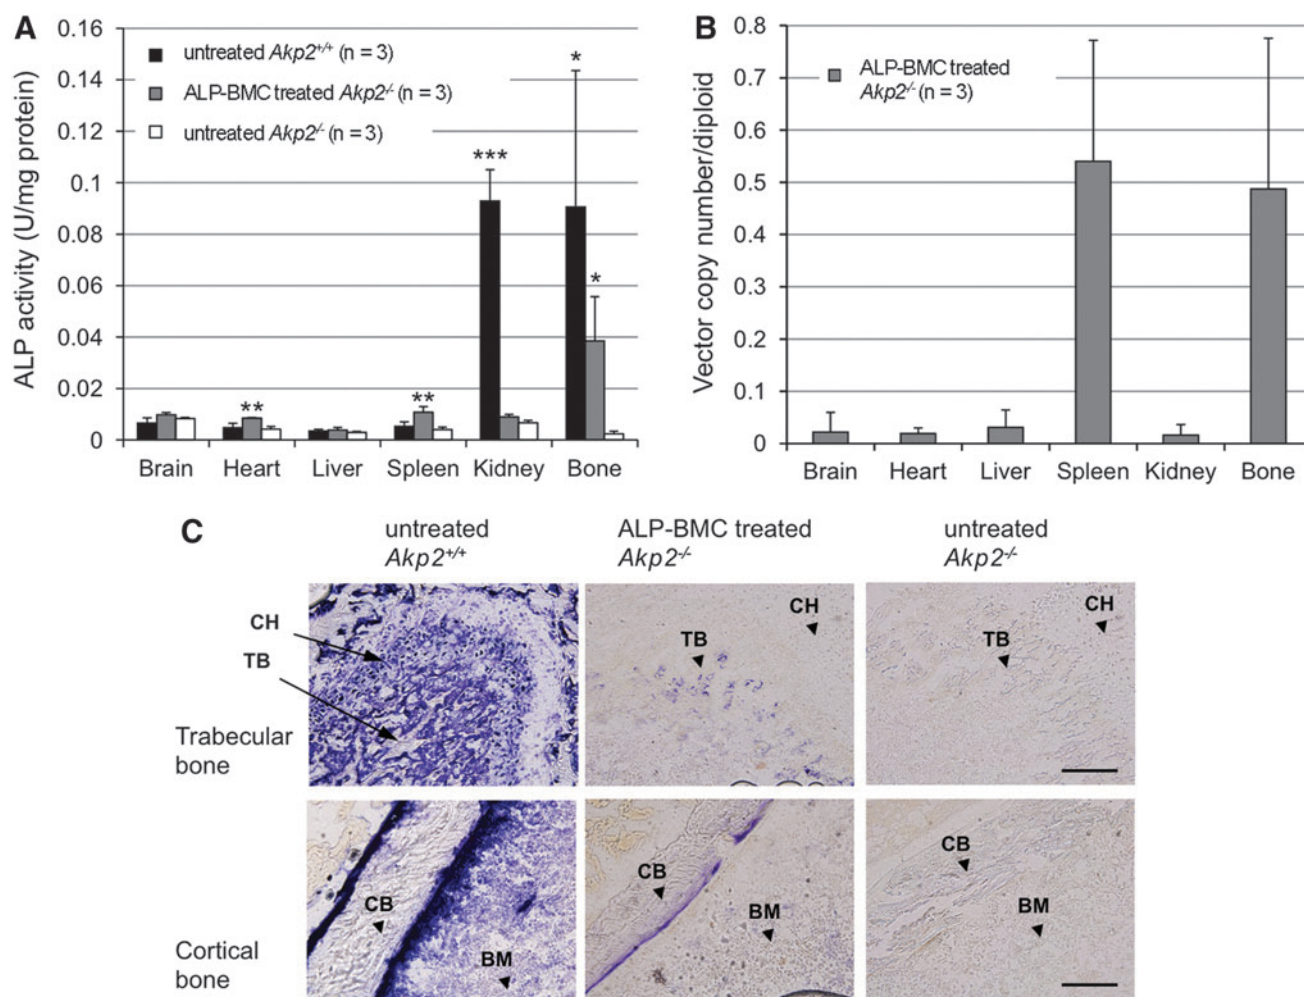 A
ALP activity (U/mg protein)
0.16
0.14
0.12
0.1
0.08
0.06
0.04
0.02
0
untreated Akp2+/+ (n = 3)
ALP-BMC treated Akp2-/- (n = 3)
untreated Akp2-/- (n = 3)
**
**
***
*
*
Brain Heart Liver Spleen Kidney Bone
B
Vector copy number/diploid
0.8
0.7
0.6
0.5
0.4
0.3
0.2
0.1
0
ALP-BMC treated
Akp2-/- (n = 3)
Brain Heart Liver Spleen Kidney Bone
C
untreated
Akp2+/+
ALP-BMC treated
Akp2-/-
untreated
Akp2-/-
Trabecular
bone
CH
TB
CH
TB
CH
TB
Cortical
bone
CB
BM
CB
BM
CB
BM